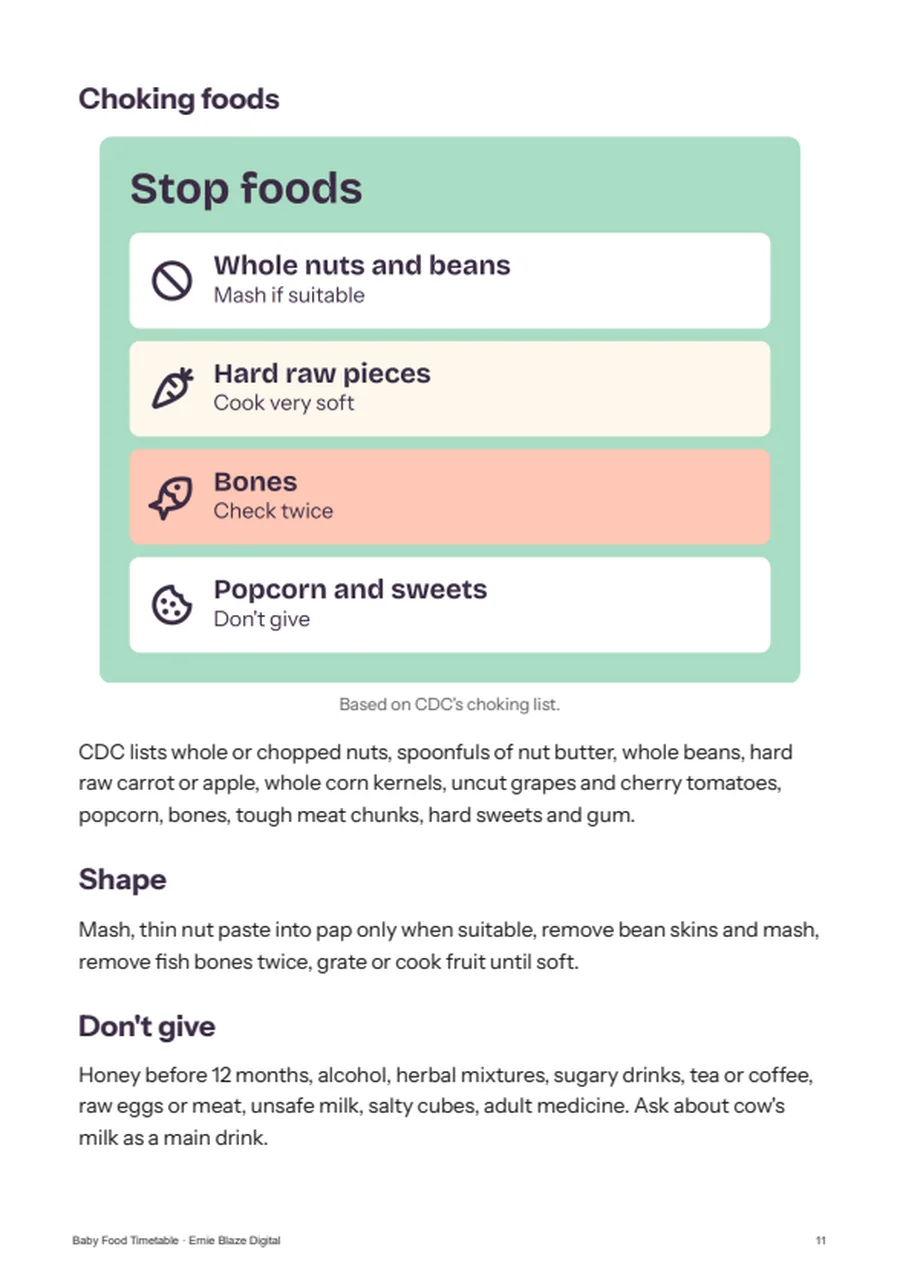 Choking foods
Stop foods
Whole nuts and beans
Mash if suitable
Hard raw pieces
Cook very soft
Bones
Check twice
Popcorn and sweets
Don't give
Based on CDC's choking list.
CDC lists whole or chopped nuts, spoonfuls of nut butter, whole beans, hard
raw carrot or apple, whole corn kernels, uncut grapes and cherry tomatoes,
popcorn, bones, tough meat chunks, hard sweets and gum.
Shape
Mash, thin nut paste into pap only when suitable, remove bean skins and mash,
remove fish bones twice, grate or cook fruit until soft.
Don't give
Honey before 12 months, alcohol, herbal mixtures, sugary drinks, tea or coffee,
raw eggs or meat, unsafe milk, salty cubes, adult medicine. Ask about cow's
milk as a main drink.
Baby Food Timetable · Ernie Blaze Digital
11